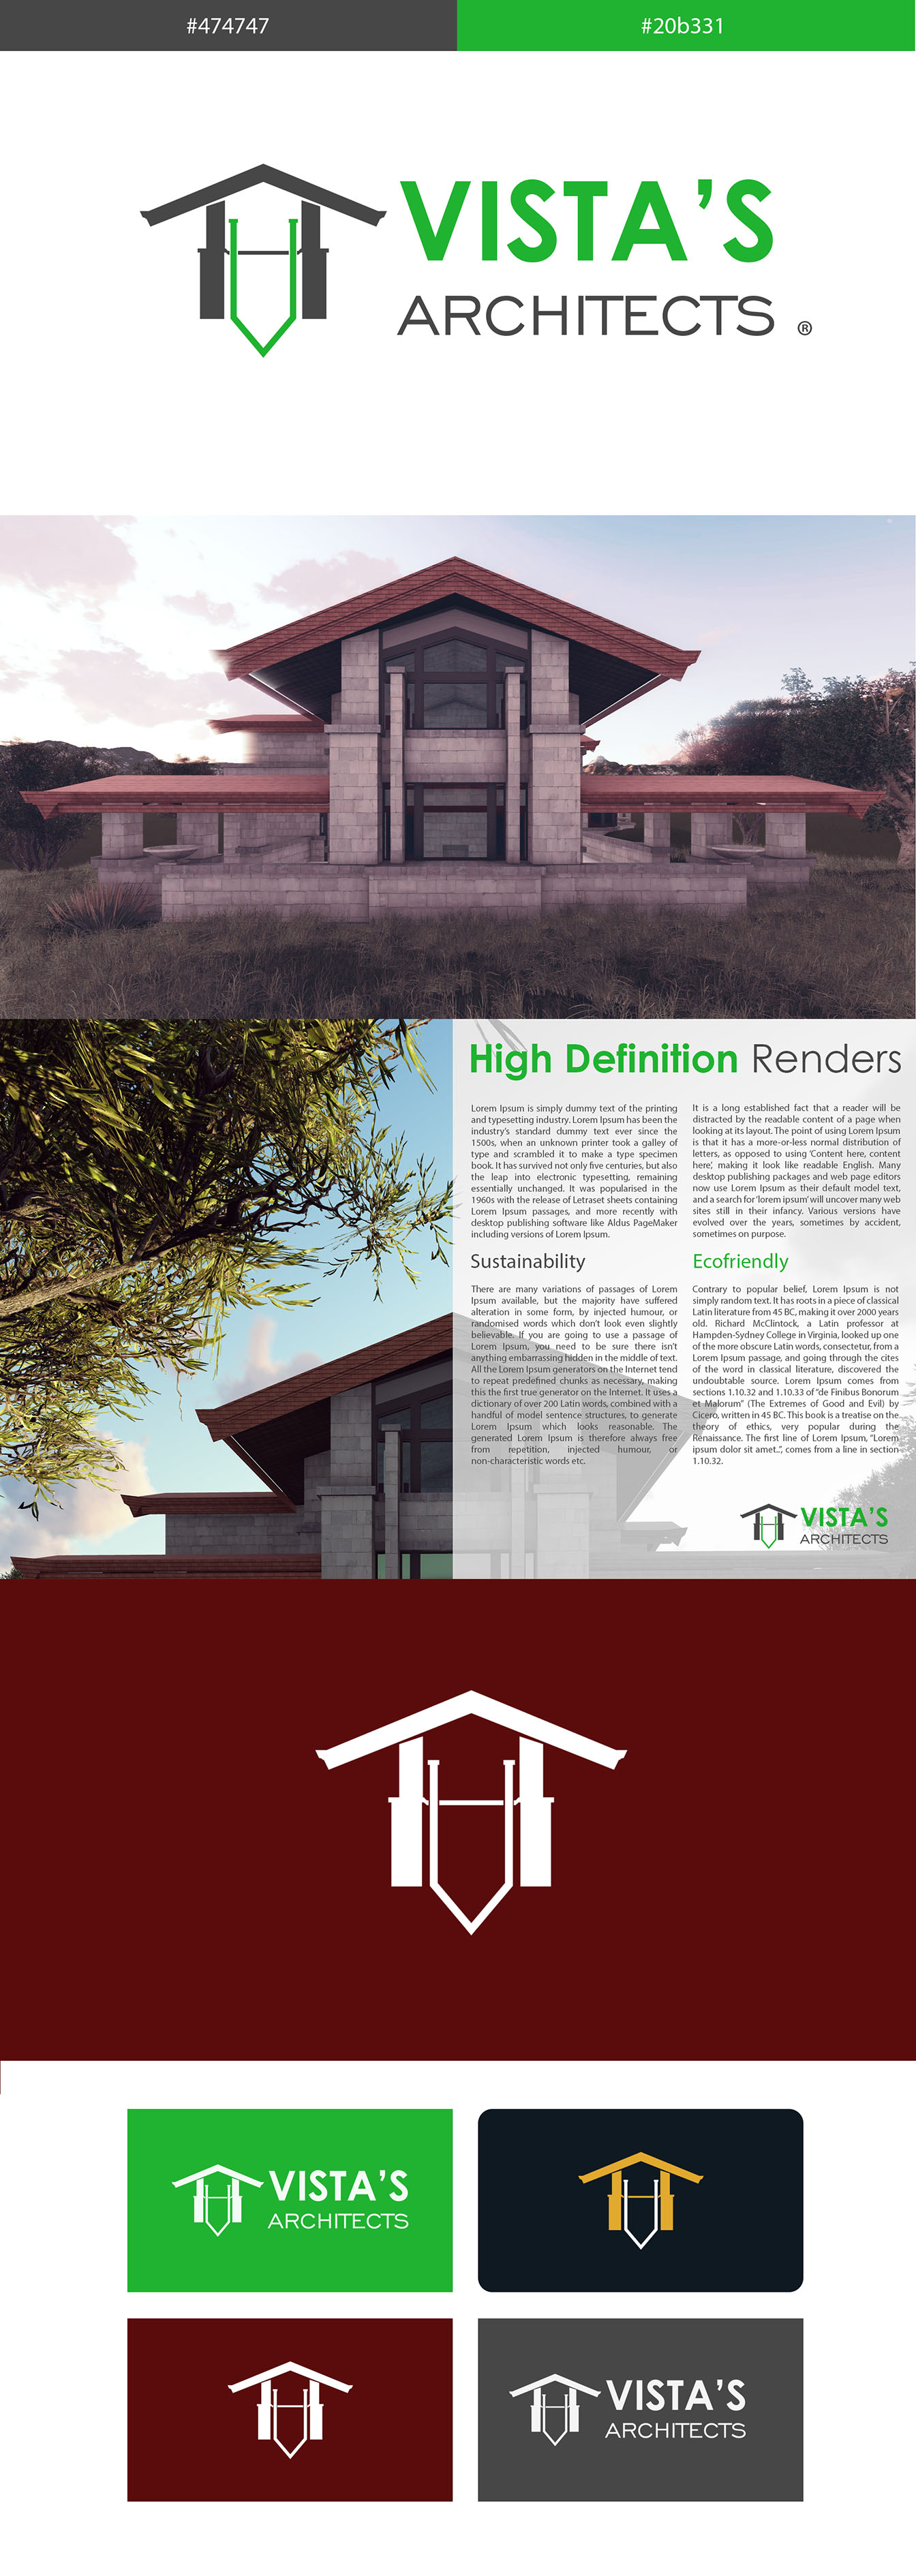 #474747
#20b331
VISTA'S
ARCHITECTS ®
High Definition Renders
Lorem Ipsum is simply dummy text of the printing
and typesetting industry. Lorem Ipsum has been the
industry's standard dummy text ever since the
1500s, when an unknown printer took a galley of
type and scrambled it to make a type specimen
book. It has survived not only five centuries, but also
the leap into electronic typesetting, remaining
essentially unchanged. It was popularised in the
1960s with the release of Letraset sheets containing
Lorem Ipsum passages, and more recently with
desktop publishing software like Aldus PageMaker
including versions of Lorem Ipsum.
It is a long established fact that a reader will be
distracted by the readable content of a page when
looking at its layout. The point of using Lorem Ipsum
is that it has a more-or-less normal distribution of
letters, as opposed to using 'Content here, content
here', making it look like readable English. Many
desktop publishing packages and web page editors
now use Lorem Ipsum as their default model text,
and a search for 'lorem ipsum' will uncover many web
sites still in their infancy. Various versions have
evolved over the years, sometimes by accident,
sometimes on purpose.
Sustainability
There are many variations of passages of Lorem
Ipsum available, but the majority have suffered
alteration in some form, by injected humour, or
randomised words which don't look even slightly
believable. If you are going to use a passage of
Lorem Ipsum, you need to be sure there isn't
anything embarrassing hidden in the middle of text.
All the Lorem Ipsum generators on the Internet tend
to repeat predefined chunks as necessary, making
this the first true generator on the Internet. It uses a
dictionary of over 200 Latin words, combined with a
handful of model sentence structures, to generate
Lorem Ipsum which looks reasonable. The
generated Lorem Ipsum is therefore always free
from repetition, injected humour, or
non-characteristic words etc.
Ecofriendly
Contrary to popular belief, Lorem Ipsum is not
simply random text. It has roots in a piece of classical
Latin literature from 45 BC, making it over 2000 years
old. Richard McClintock, a Latin professor at
Hampden-Sydney College in Virginia, looked up one
of the more obscure Latin words, consectetur, from a
Lorem Ipsum passage, and going through the cites
of the word in classical literature, discovered the
undoubtable source. Lorem Ipsum comes from
sections 1.10.32 and 1.10.33 of "de Finibus Bonorum
et Malorum" (The Extremes of Good and Evil) by
Cicero, written in 45 BC. This book is a treatise on the
theory of ethics, very popular during the
Renaissance. The first line of Lorem Ipsum, "Lorem
ipsum dolor sit amet..", comes from a line in section
1.10.32.
VISTA'S
ARCHITECTS
VISTA'S
ARCHITECTS
VISTA'S
ARCHITECTS